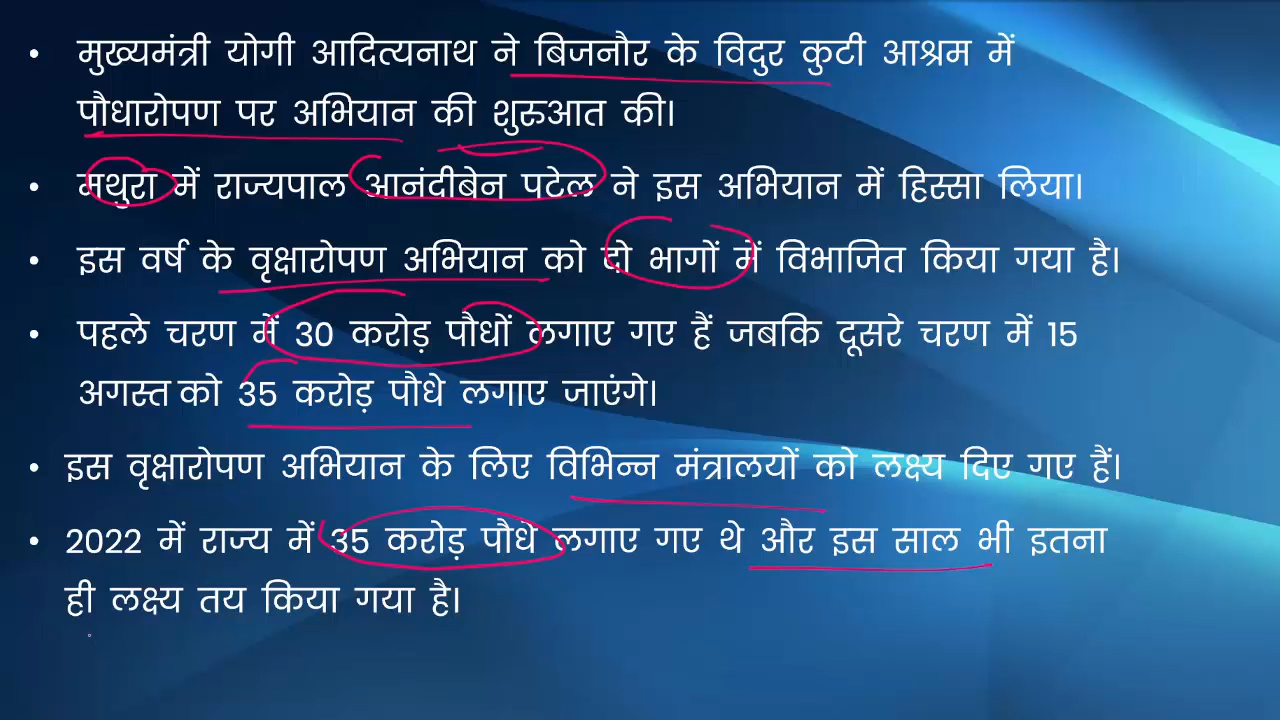 • मुख्यमंत्री योगी आदित्यनाथ ने बिजनौर के विदुर कुटी आश्रम में
पौधारोपण पर अभियान की शुरुआत की।
• मथुरा में राज्यपाल आनंदीबेन पटेल ने इस अभियान में हिस्सा लिया।
• इस वर्ष के वृक्षारोपण अभियान को दो भागों में विभाजित किया गया है।
• पहले चरण में 30 करोड़ पौधों लगाए गए हैं जबकि दूसरे चरण में 15
अगस्त को 35 करोड़ पौधे लगाए जाएंगे।
• इस वृक्षारोपण अभियान के लिए विभिन्न मंत्रालयों को लक्ष्य दिए गए हैं।
• 2022 में राज्य में 35 करोड़ पौधे लगाए गए थे और इस साल भी इतना
ही लक्ष्य तय किया गया है।